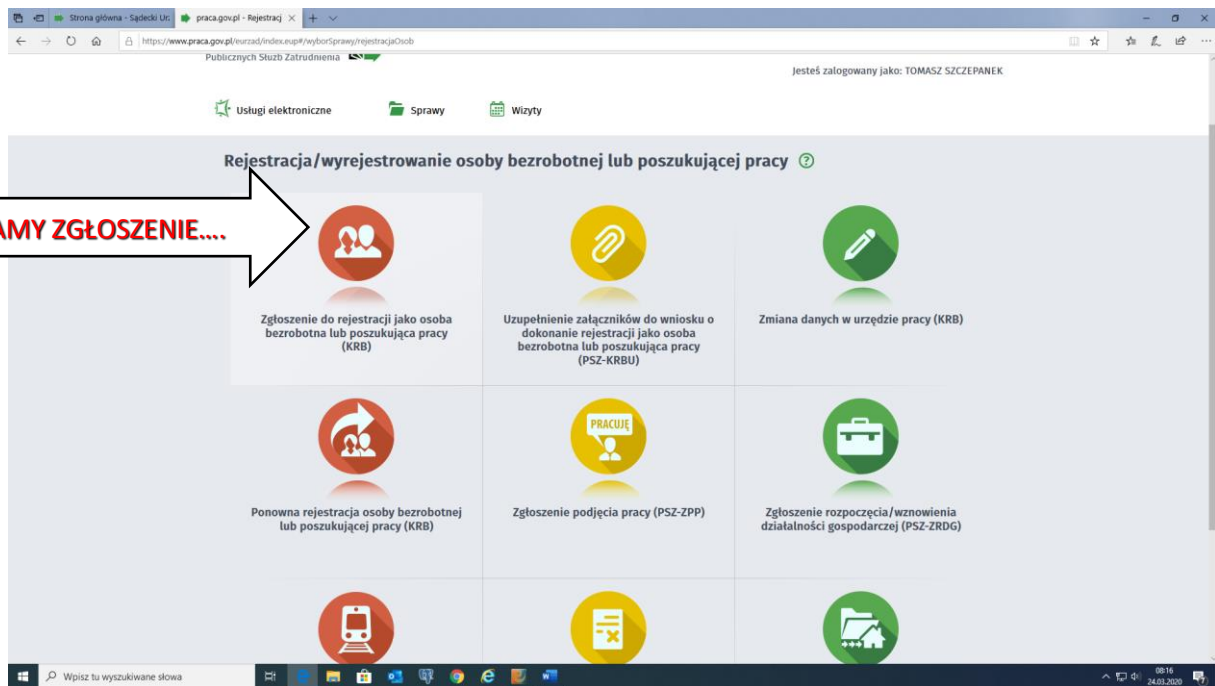 Strona główna - Sądecki Ur:
praca.gov.pl - Rejestracj
https://www.praca.gov.pl/eurzad/index.eup#/wyborSprawy/rejestracjaOsob
Publicznych Służb Zatrudnienia
Jesteś zalogowany jako: TOMASZ SZCZEPANEK
Usługi elektroniczne
Sprawy
Wizyty
Rejestracja/wyrejestrowanie osoby bezrobotnej lub poszukującej pracy ?
AMY ZGŁOSZENIE....
Zgłoszenie do rejestracji jako osoba
bezrobotna lub poszukująca pracy
(KRB)
Uzupełnienie załączników do wniosku o
dokonanie rejestracji jako osoba
bezrobotna lub poszukująca pracy
(PSZ-KRBU)
Zmiana danych w urzędzie pracy (KRB)
PRACUJĘ
Ponowna rejestracja osoby bezrobotnej
lub poszukującej pracy (KRB)
Zgłoszenie podjęcia pracy (PSZ-ZPP)
Zgłoszenie rozpoczęcia/wznowienia
działalności gospodarczej (PSZ-ZRDG)
Wpisz tu wyszukiwane słowa
08:16
24.03.2020